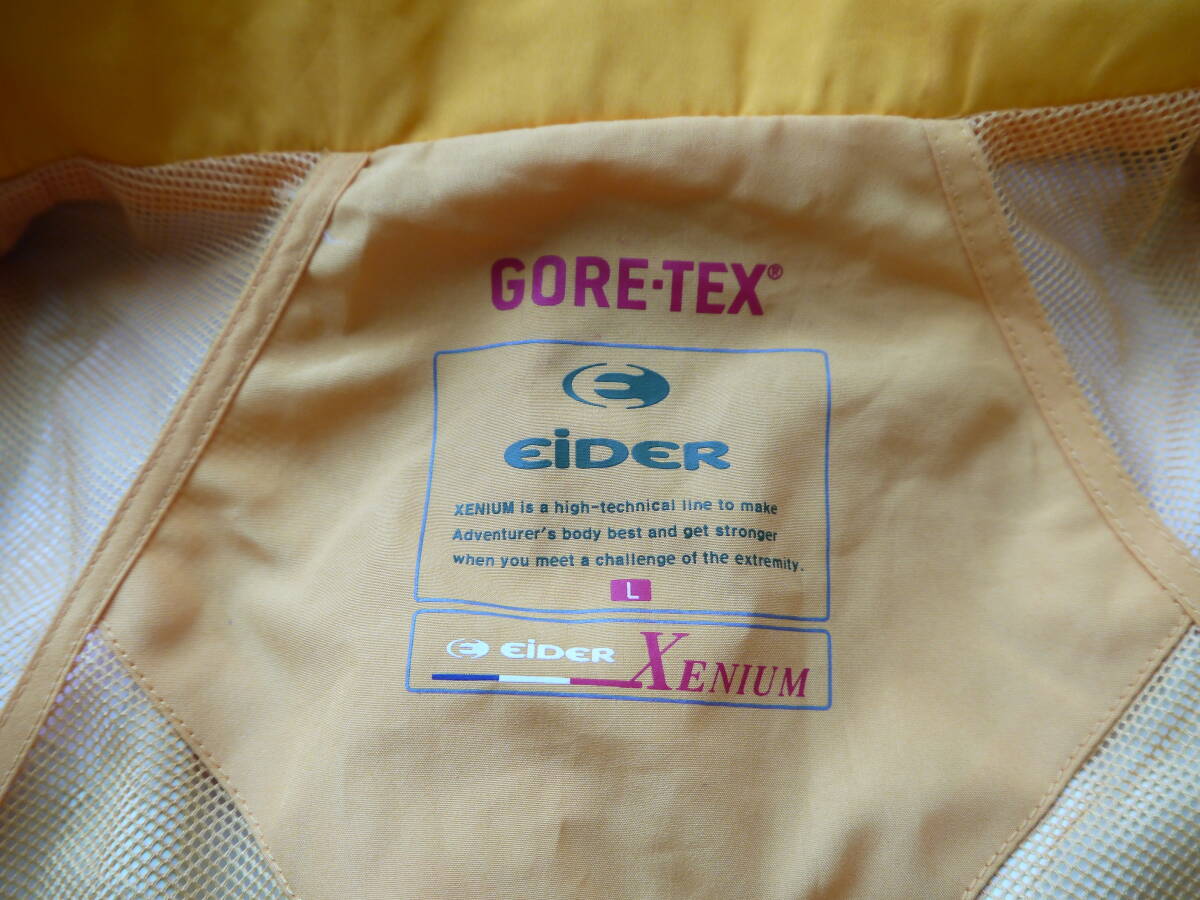 GORE-TEX®
EiDER
XENIUM is a high-technical line to make
Adventurer's body best and get stronger
when you meet a challenge of the extremity.
L
EiDER XENIUM